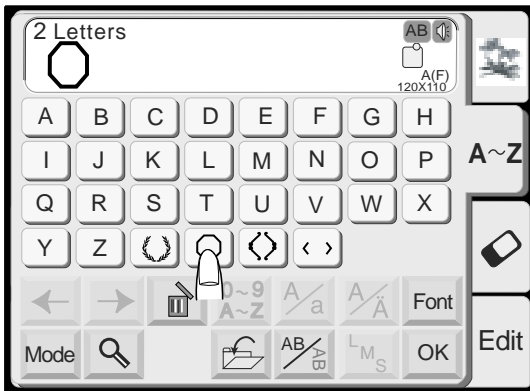 2 Letters AB
A(F)
120X110
A B C D E F G H
I J K L M N O P A~Z
Q R S T U V W X
Y Z
0~9 A~Z A/a A/Ä Font
Mode AB/AB LMS OK Edit